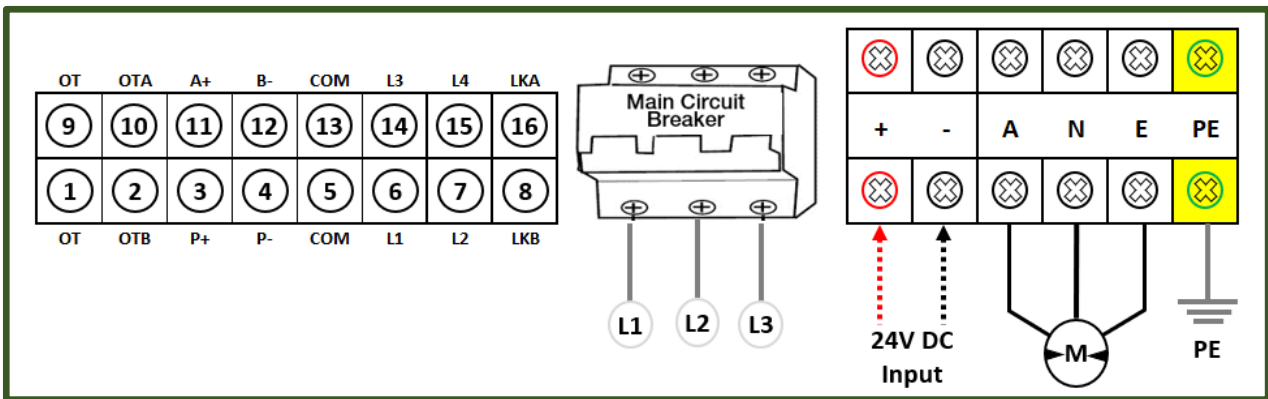 OT OTA A+ B- COM L3 L4 LKA
9 10 11 12 13 14 15 16
1 2 3 4 5 6 7 8
OT OTB P+ P- COM L1 L2 LKB
Main Circuit
Breaker
L1 L2 L3
+ - A N E PE
24V DC
Input
M
PE